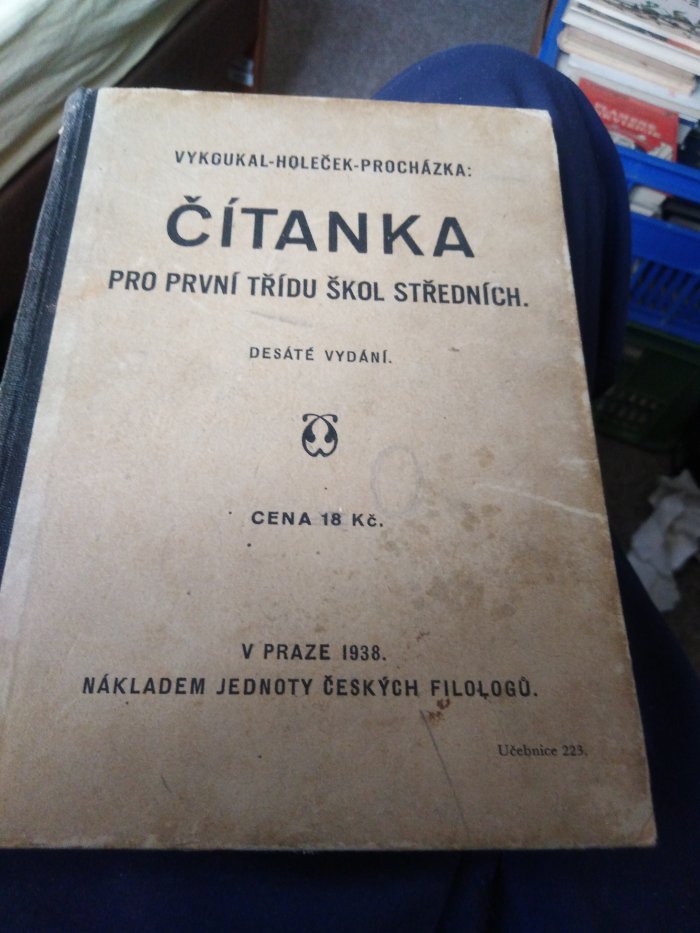 VYKOUKAL-HOLEČEK-PROCHÁZKA:
ČÍTANKA
PRO PRVNÍ TŘÍDU ŠKOL STŘEDNÍCH.
DESÁTÉ VYDÁNÍ.
CENA 18 Kč.
V PRAZE 1938.
NÁKLADEM JEDNOTY ČESKÝCH FILOLOGŮ.
Učebnice 223.